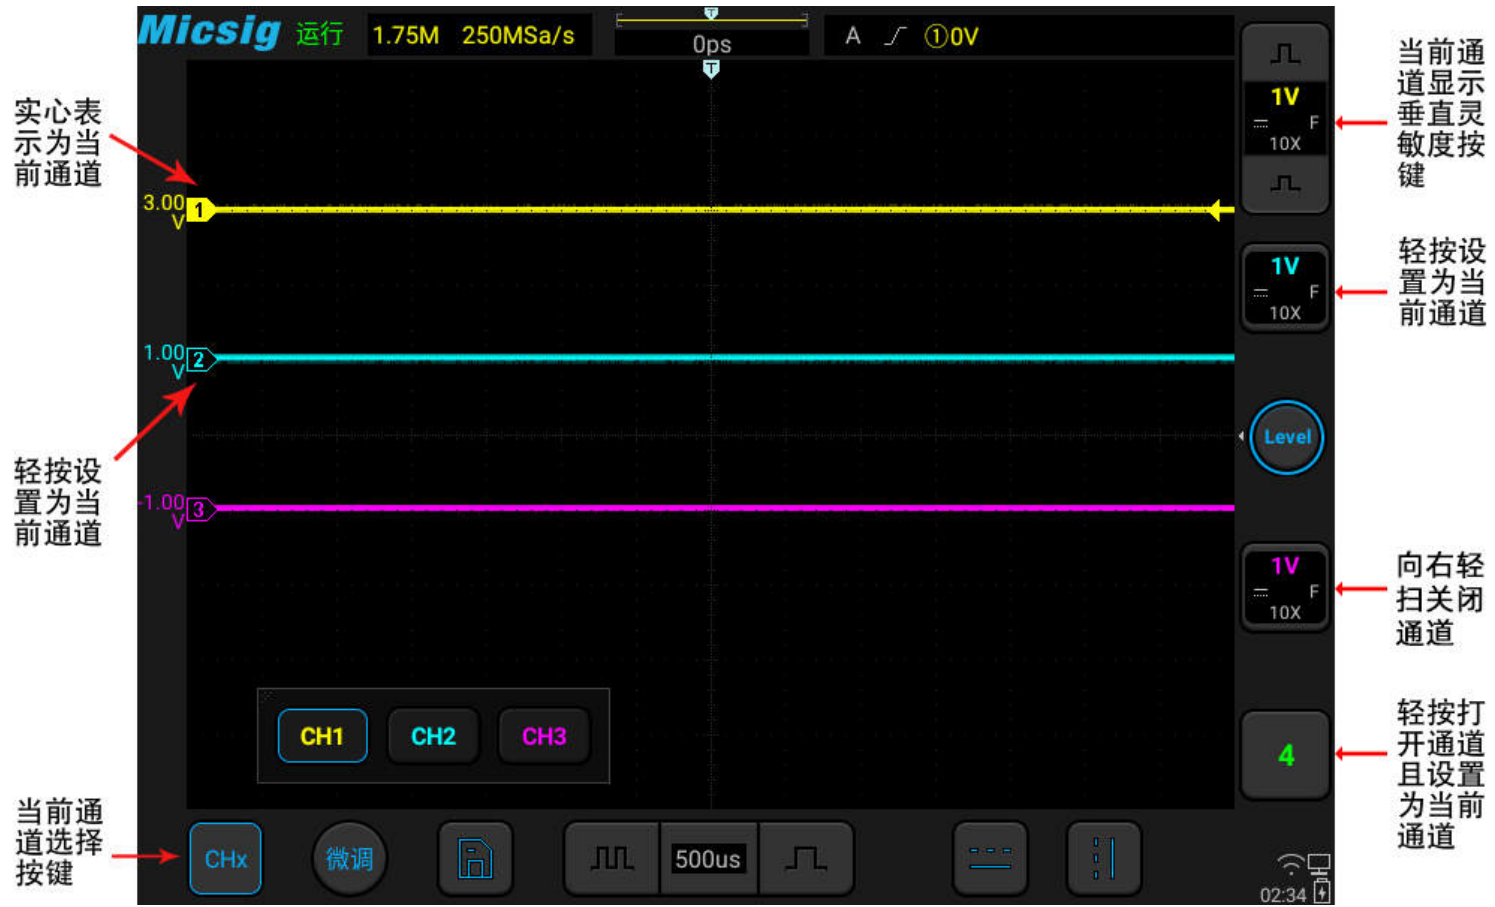 Micsig 运行 1.75M 250MSa/s 0ps A ①0V
T
T
实心表
示为当
前通道
3.00
V
1
1.00
V
2
轻按设
置为当
前通道
-1.00
V
3
CH1 CH2 CH3
当前通
道选择
按键
CHx 微调 500us
当前通
道显示
垂直灵
敏度按
键
1V
F
10X
轻按设
置为当
前通道
1V
F
10X
Level
向右轻
扫关闭
通道
1V
F
10X
轻按打
开通道
且设置
为当前
通道
4
02:34